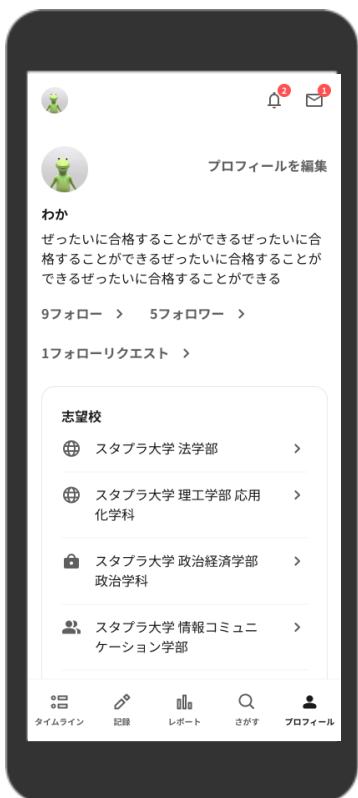 2
1
プロフィールを編集
わか
ぜったいに合格することができるぜったいに合
格することができるぜったいに合格することが
できるぜったいに合格することができる
9フォロー
5フォロワー
1フォローリクエスト
志望校
スタプラ大学 法学部
スタプラ大学 理工学部 応用
化学科
スタプラ大学 政治経済学部
政治学科
スタプラ大学 情報コミュニ
ケーション学部
タイムライン
記録
レポート
さがす
プロフィール